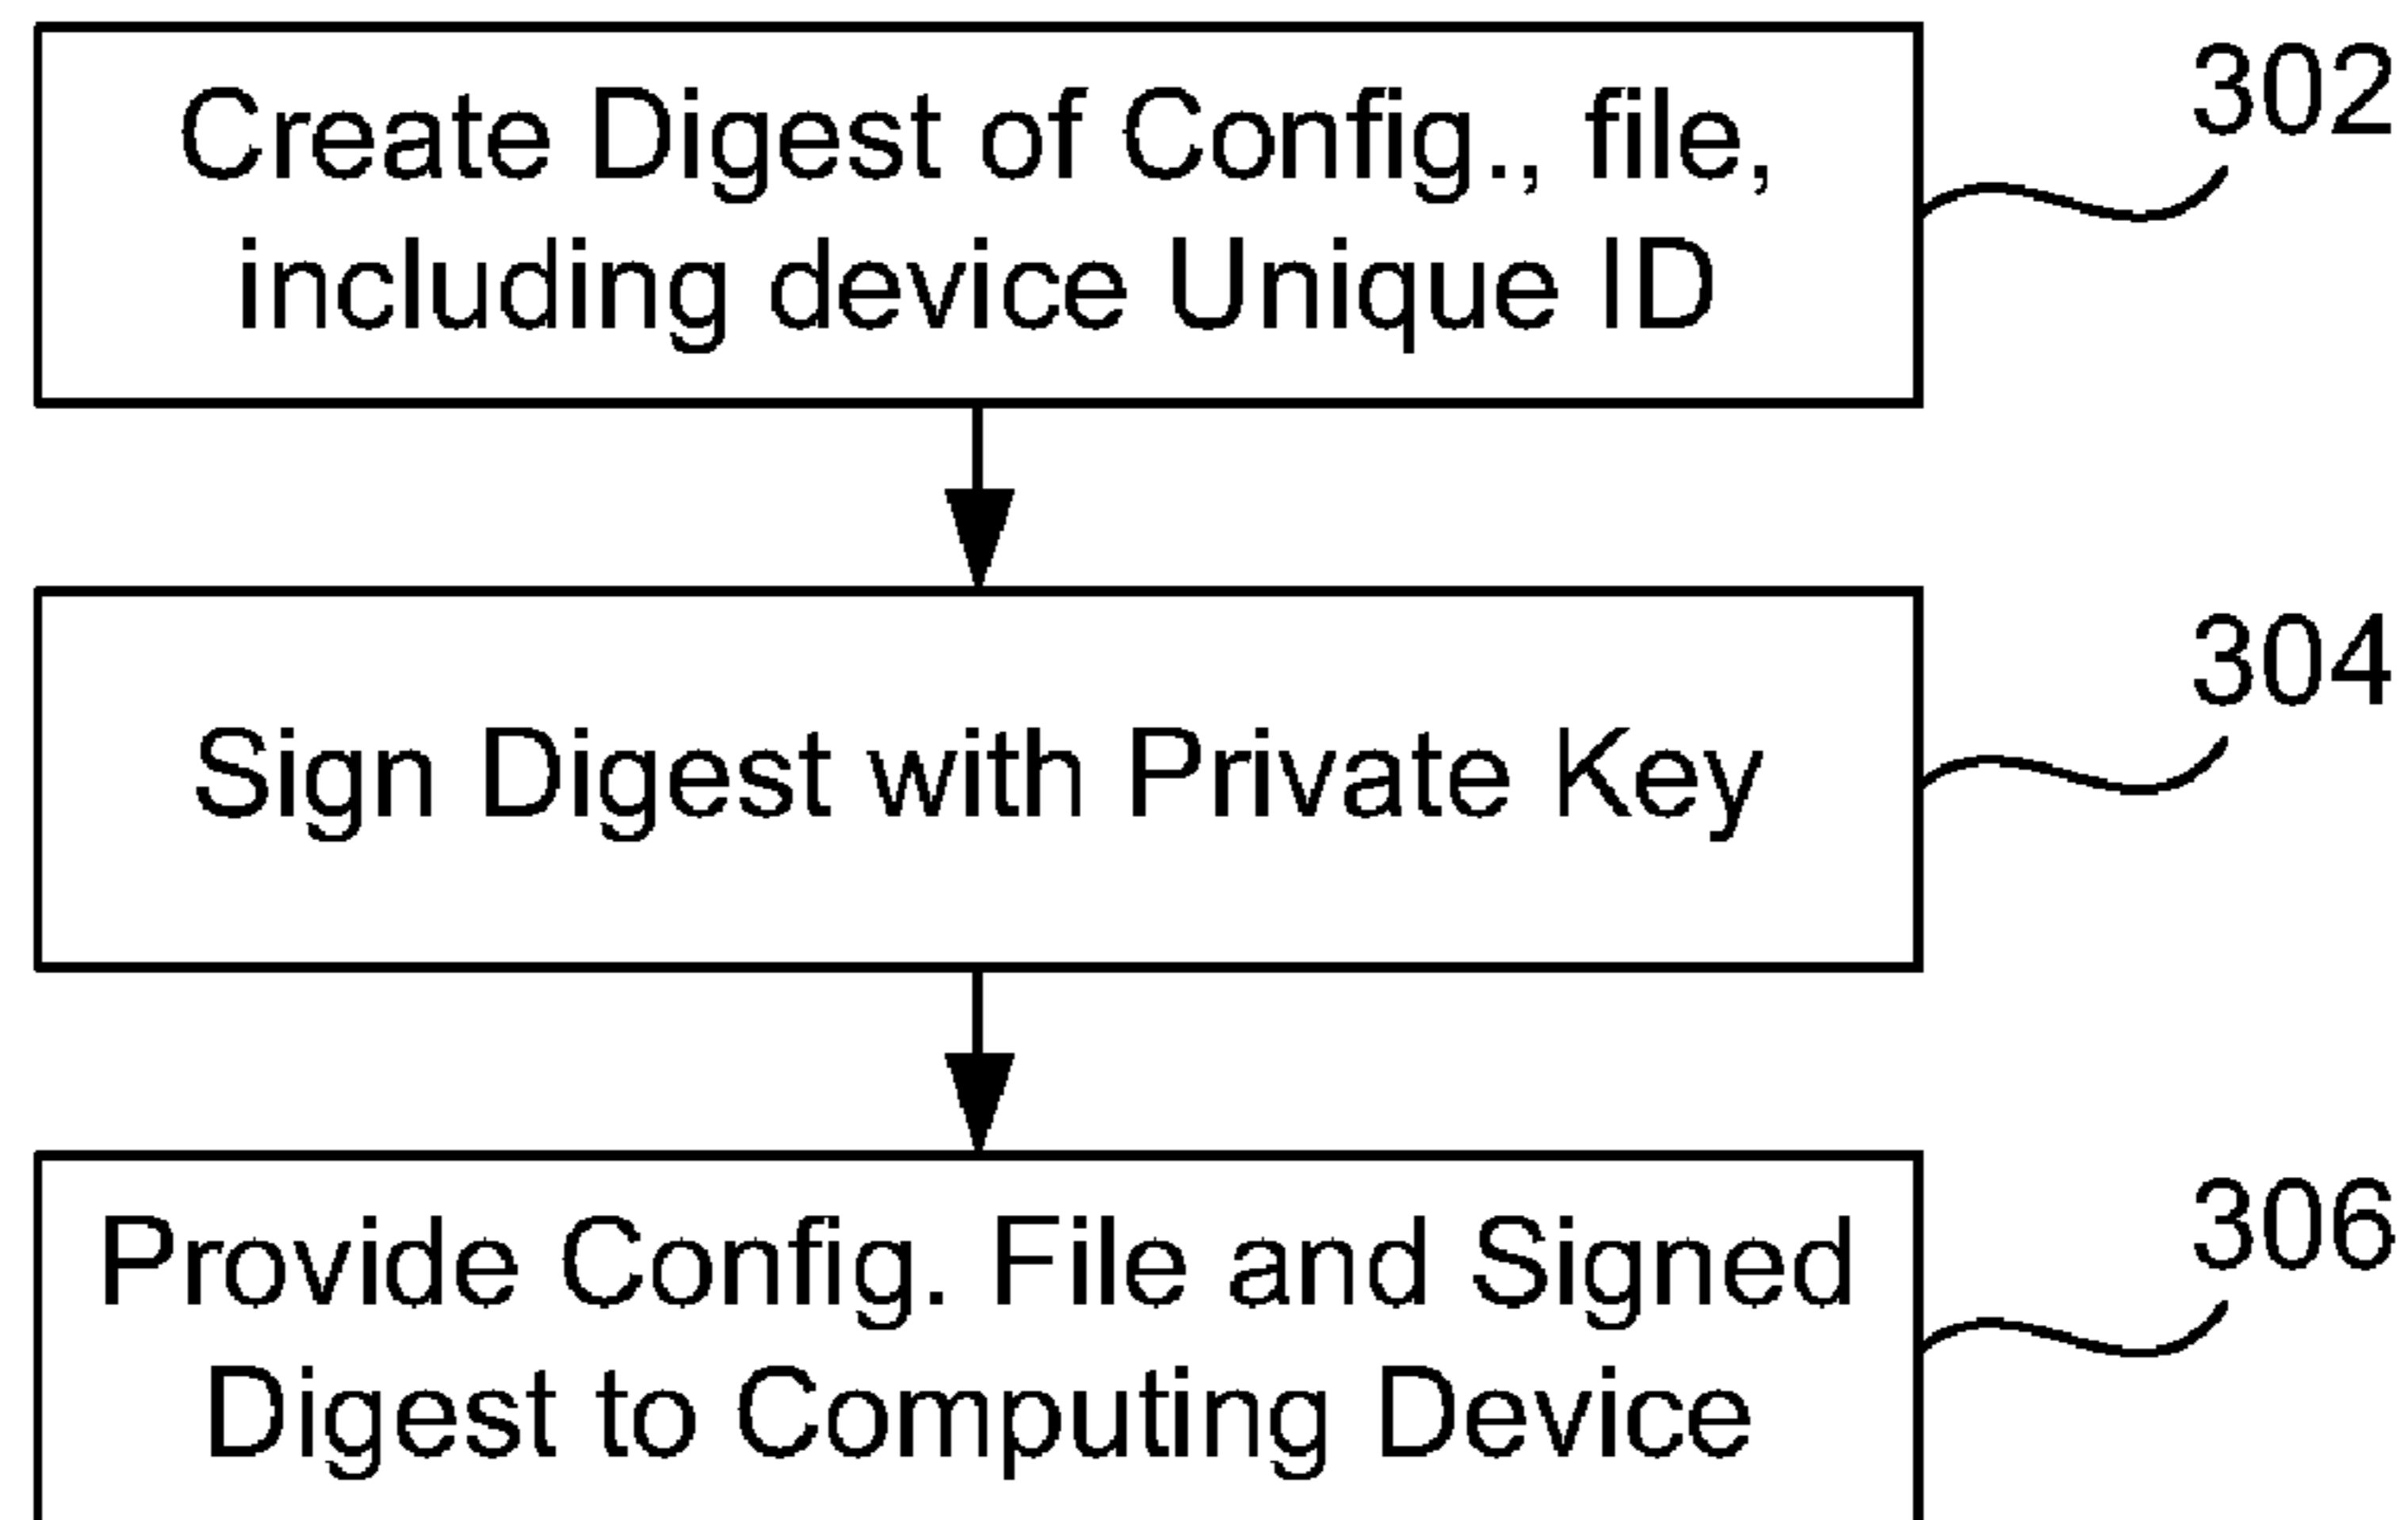 Create Digest of Config., file,
including device Unique ID
302
Sign Digest with Private Key
304
Provide Config. File and Signed
Digest to Computing Device
306